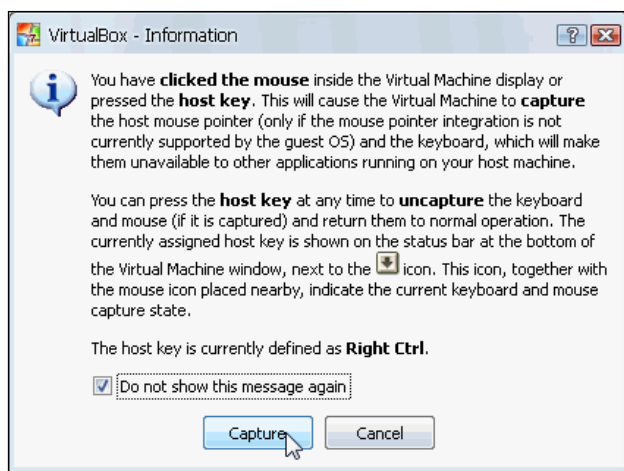 VirtualBox - Information
You have clicked the mouse inside the Virtual Machine display or
pressed the host key. This will cause the Virtual Machine to capture
the host mouse pointer (only if the mouse pointer integration is not
currently supported by the guest OS) and the keyboard, which will make
them unavailable to other applications running on your host machine.
You can press the host key at any time to uncapture the keyboard
and mouse (if it is captured) and return them to normal operation. The
currently assigned host key is shown on the status bar at the bottom of
the Virtual Machine window, next to the icon. This icon, together with
the mouse icon placed nearby, indicate the current keyboard and mouse
capture state.
The host key is currently defined as Right Ctrl.
Do not show this message again
Capture
Cancel